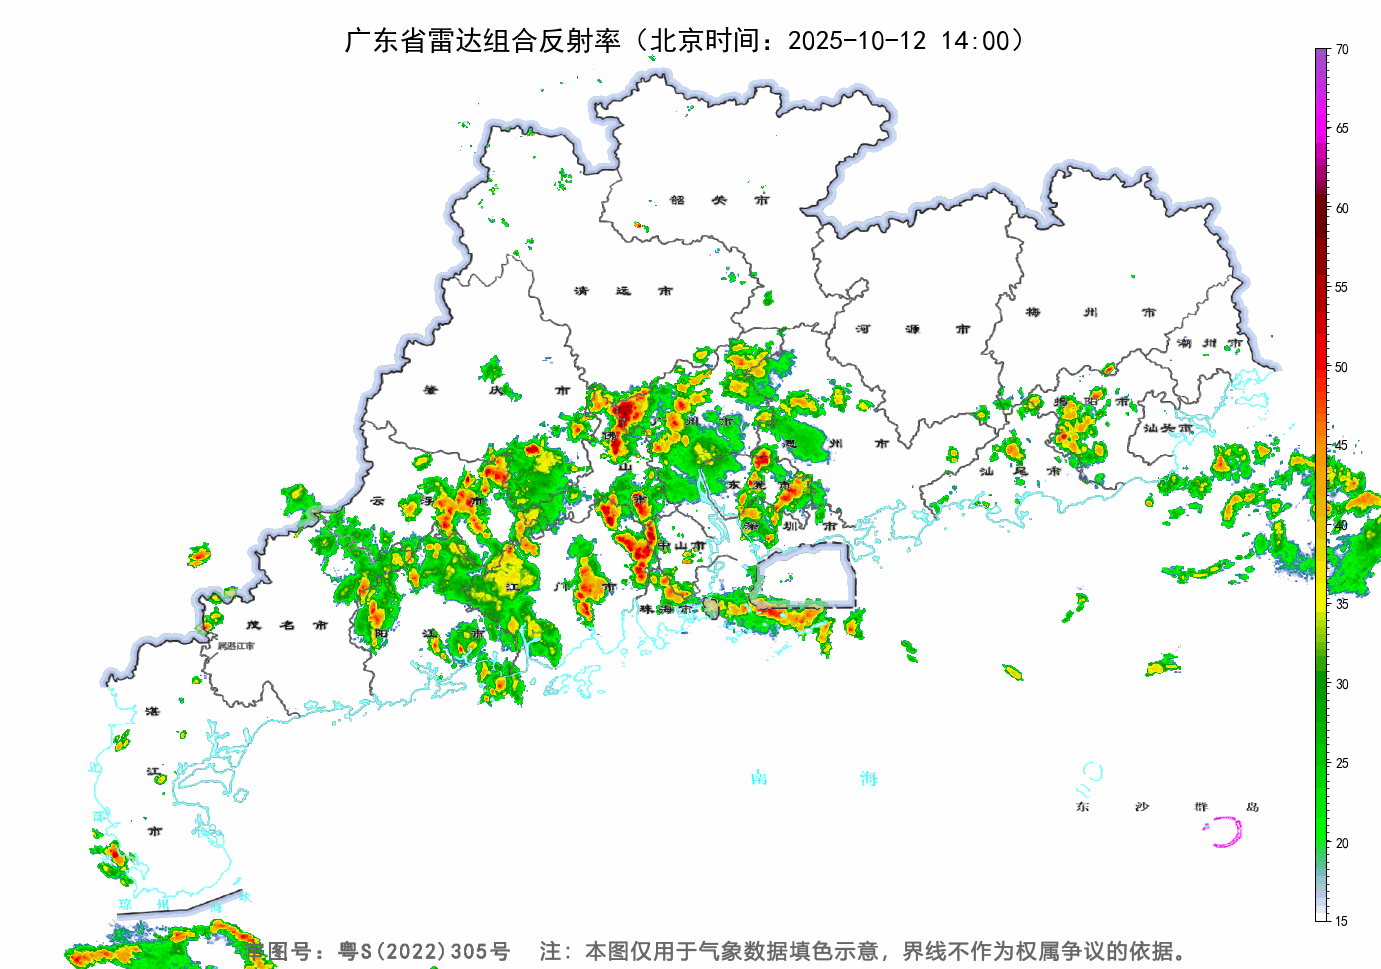 广东省雷达组合反射率（北京时间：2025-10-12 14:00）
70
65
60
55
50
45
40
35
30
25
20
15
韶关市
清远市
河源市
梅州市
潮州市
肇庆市
揭阳市
汕头市
广州市
佛山市
惠州市
汕尾市
东莞市
云浮市
深圳市
中山市
江门市
珠海市
茂名市
阳江市
属湛江市
湛江市
北部
琼州海峡
南海
东沙群岛
审图号：粤S(2022)305号 注：本图仅用于气象数据填色示意，界线不作为权属争议的依据。